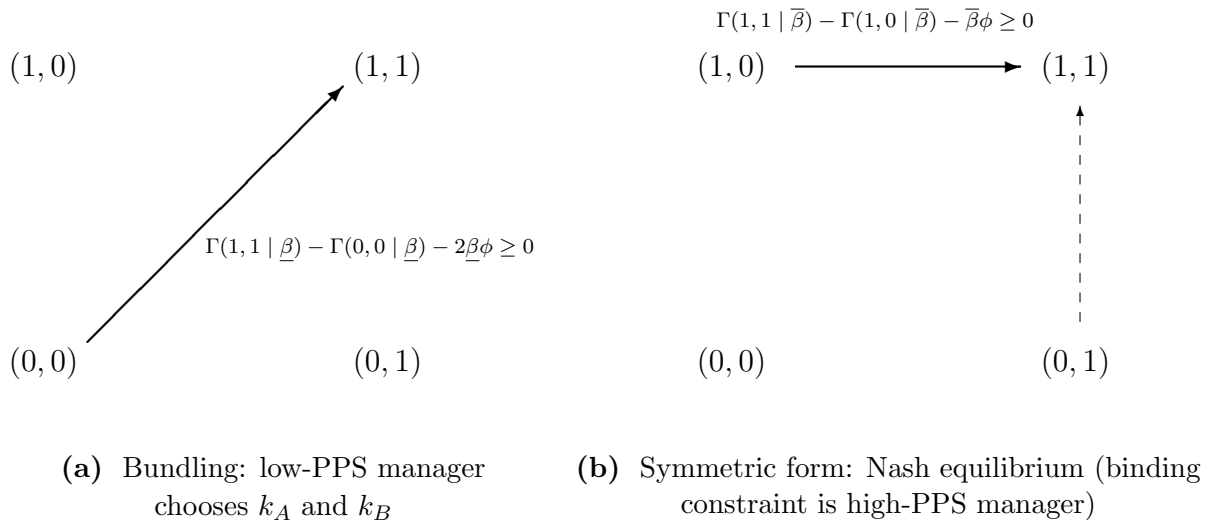 (1, 0)
(1, 1)
Γ(1, 1 | β̲) − Γ(0, 0 | β̲) − 2β̲ϕ ≥ 0
(0, 0)
(0, 1)
(a) Bundling: low-PPS manager
chooses k_A and k_B
Γ(1, 1 | β̅) − Γ(1, 0 | β̅) − β̅ϕ ≥ 0
(1, 0)
(1, 1)
(0, 0)
(0, 1)
(b) Symmetric form: Nash equilibrium (binding
constraint is high-PPS manager)